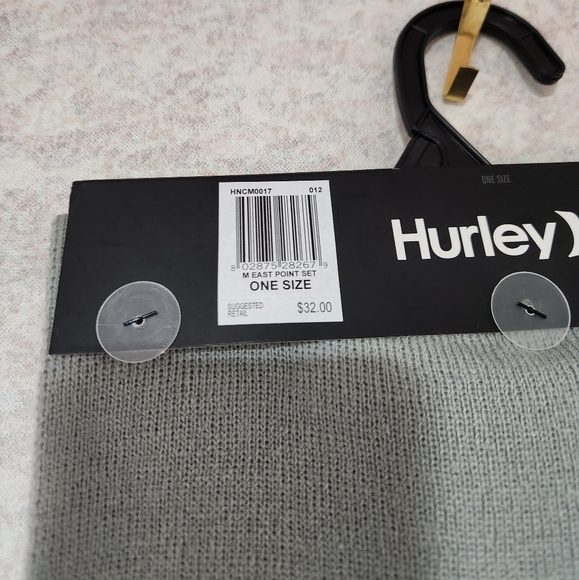 ONE SIZE
HNCM0017 012
Hurley
8 02875 28267 9
M EAST POINT SET
ONE SIZE
SUGGESTED
RETAIL $32.00